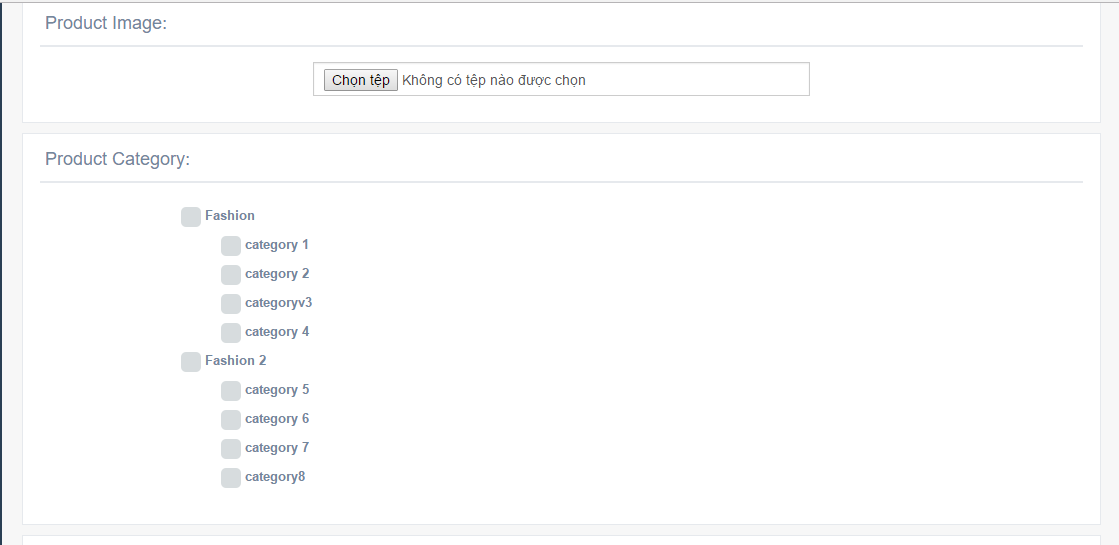 Product Image:
Chọn tệp Không có tệp nào được chọn
Product Category:
Fashion
category 1
category 2
categoryv3
category 4
Fashion 2
category 5
category 6
category 7
category8